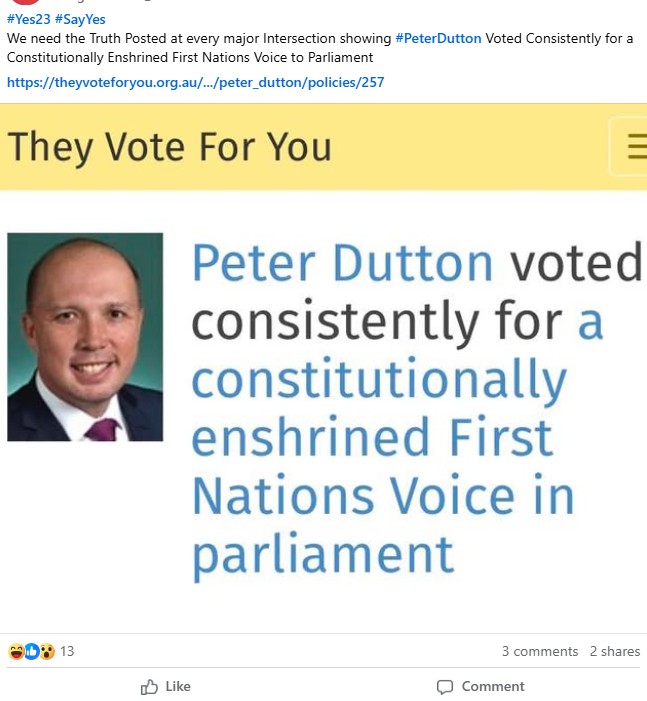 #Yes23 #SayYes
We need the Truth Posted at every major Intersection showing #PeterDutton Voted Consistently for a
Constitutionally Enshrined First Nations Voice to Parliament
https://theyvoteforyou.org.au/.../peter_dutton/policies/257
They Vote For You
Peter Dutton voted
consistently for a
constitutionally
enshrined First
Nations Voice in
parliament
13
3 comments 2 shares
Like
Comment